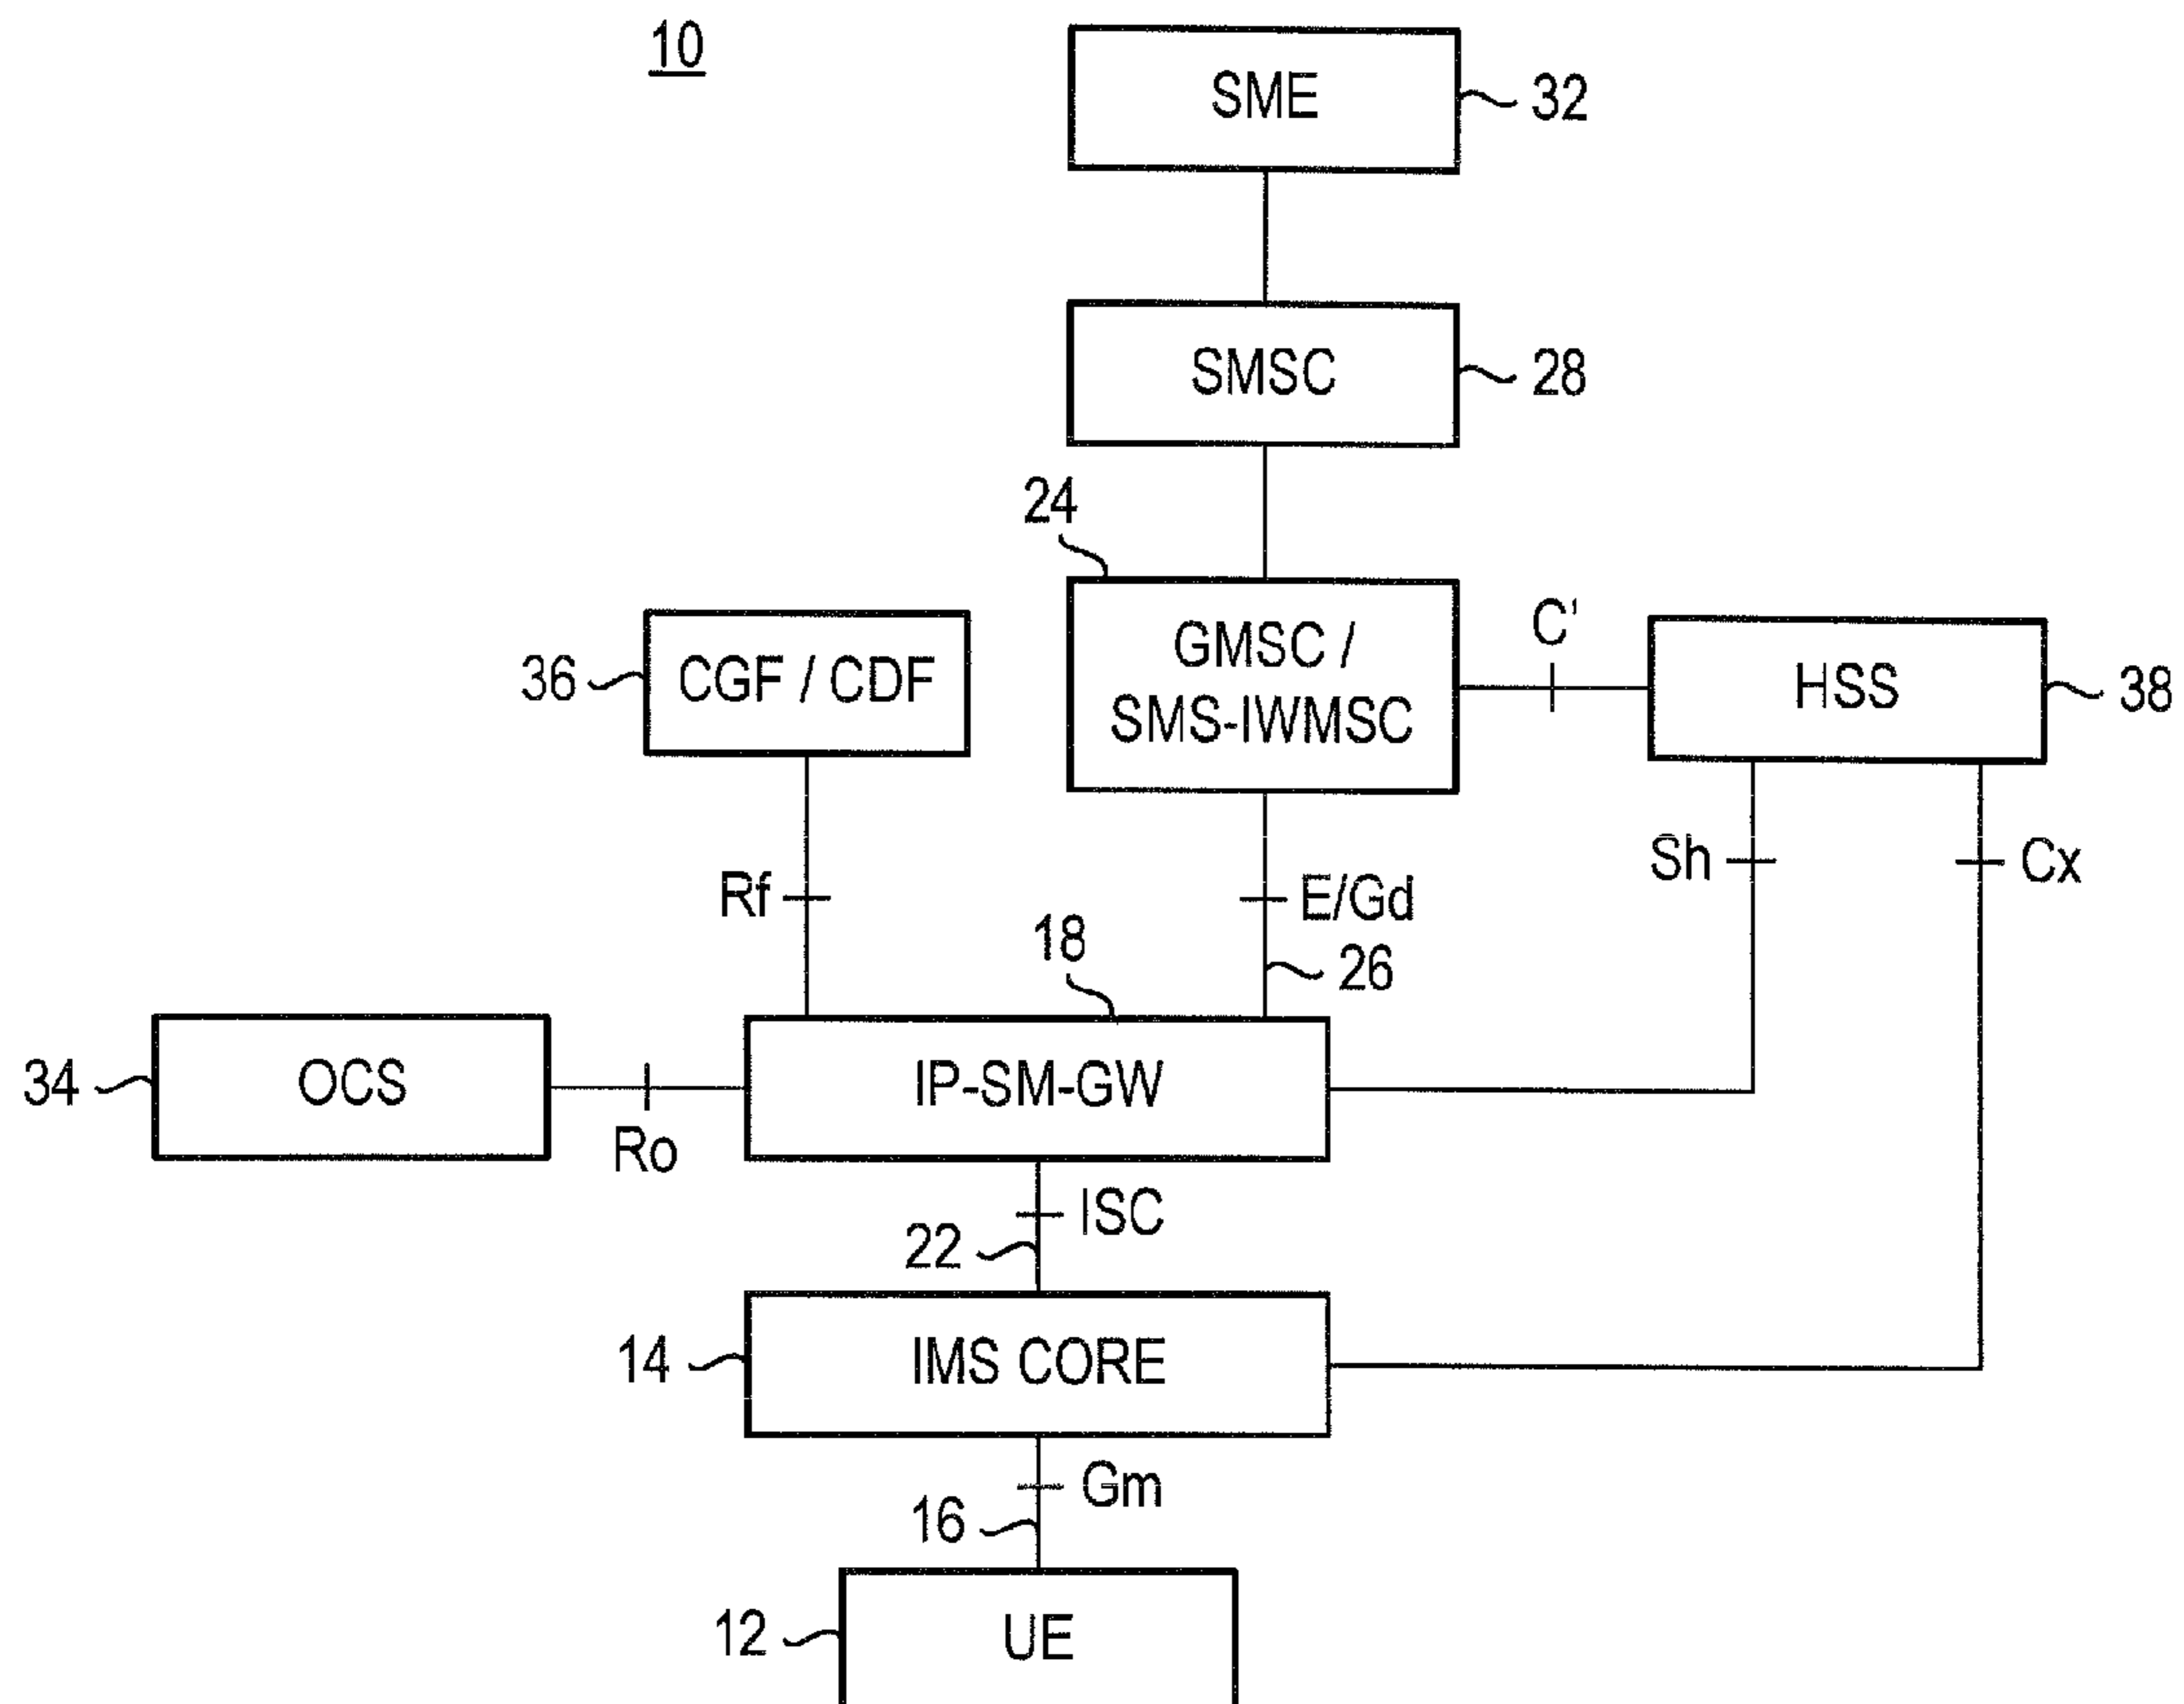 10
SME
32
SMSC
28
24
GMSC /
SMS-IWMSC
C'
HSS
38
36
CGF / CDF
Sh
Cx
Rf
E/Gd
18
26
34
OCS
Ro
IP-SM-GW
ISC
22
14
IMS CORE
Gm
16
12
UE